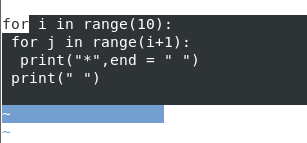 for i in range(10):
 for j in range(i+1):
  print("*",end = " ")
 print(" ")
~
~